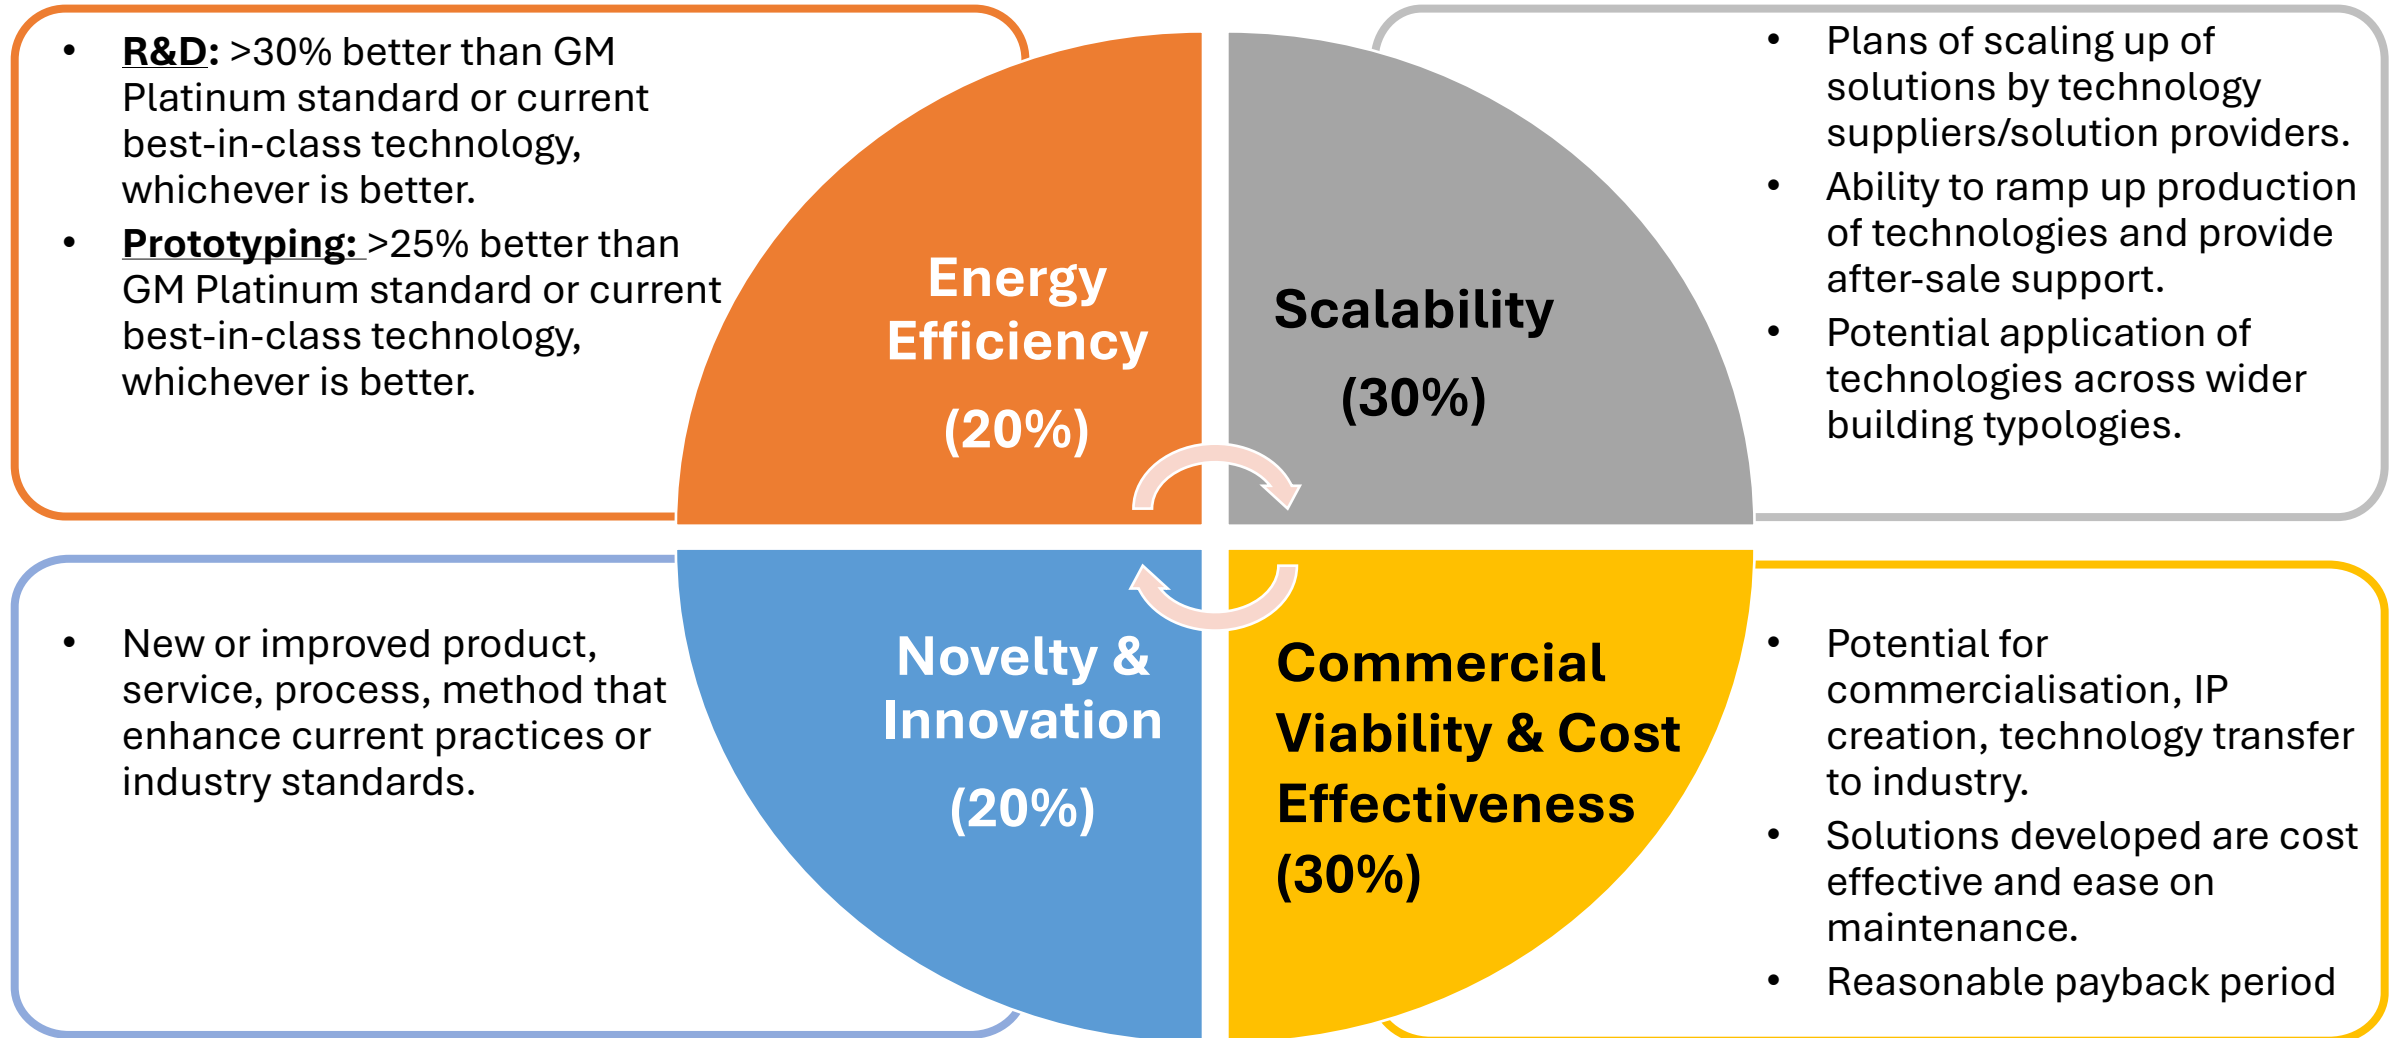 • R&D: >30% better than GM
Platinum standard or current
best-in-class technology,
whichever is better.
• Prototyping: >25% better than
GM Platinum standard or current
best-in-class technology,
whichever is better.
Energy
Efficiency
(20%)
Scalability
(30%)
• Plans of scaling up of
solutions by technology
suppliers/solution providers.
• Ability to ramp up production
of technologies and provide
after-sale support.
• Potential application of
technologies across wider
building typologies.
• New or improved product,
service, process, method that
enhance current practices or
industry standards.
Novelty &
Innovation
(20%)
Commercial
Viability & Cost
Effectiveness
(30%)
• Potential for
commercialisation, IP
creation, technology transfer
to industry.
• Solutions developed are cost
effective and ease on
maintenance.
• Reasonable payback period